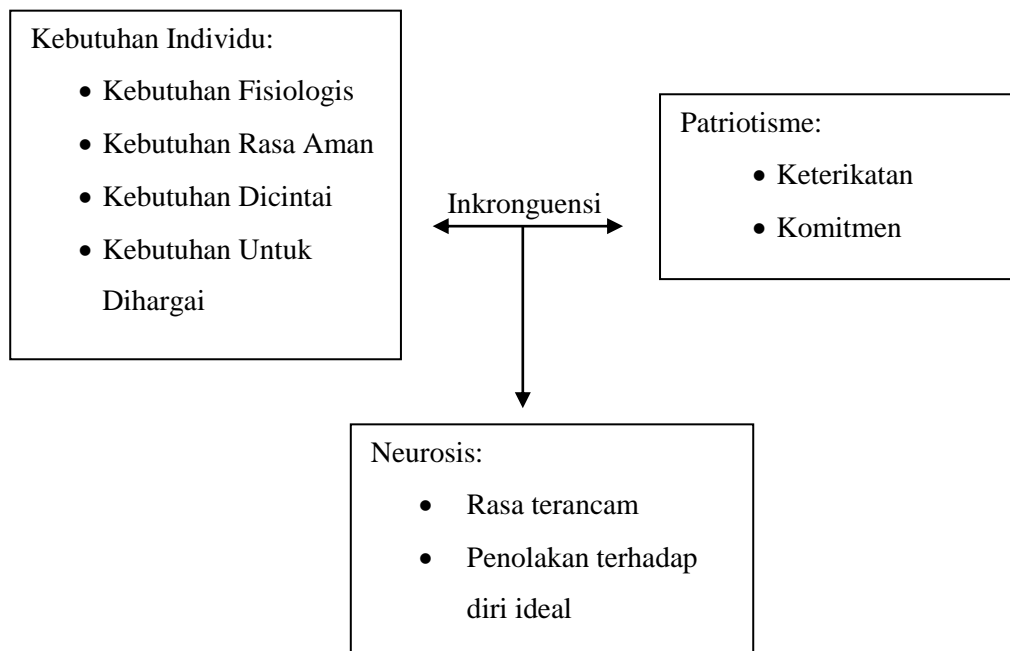 Kebutuhan Individu:
• Kebutuhan Fisiologis
• Kebutuhan Rasa Aman
• Kebutuhan Dicintai
• Kebutuhan Untuk
Dihargai
Inkronguensi
Patriotisme:
• Keterikatan
• Komitmen
Neurosis:
• Rasa terancam
• Penolakan terhadap
diri ideal